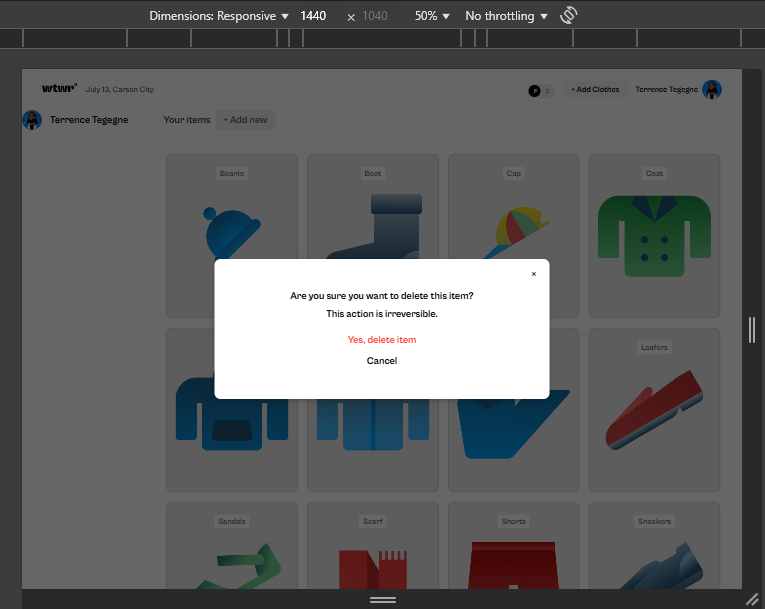 Dimensions: Responsive 1440 × 1040 50% No throttling
wtwr° July 13, Carson City F C + Add Clothes Terrence Tegegne
Terrence Tegegne Your items + Add new
Beanie Boot Cap Coat
×
Are you sure you want to delete this item?
This action is irreversible.
Yes, delete item
Cancel
Loafers
Sandals Scarf Shorts Sneakers